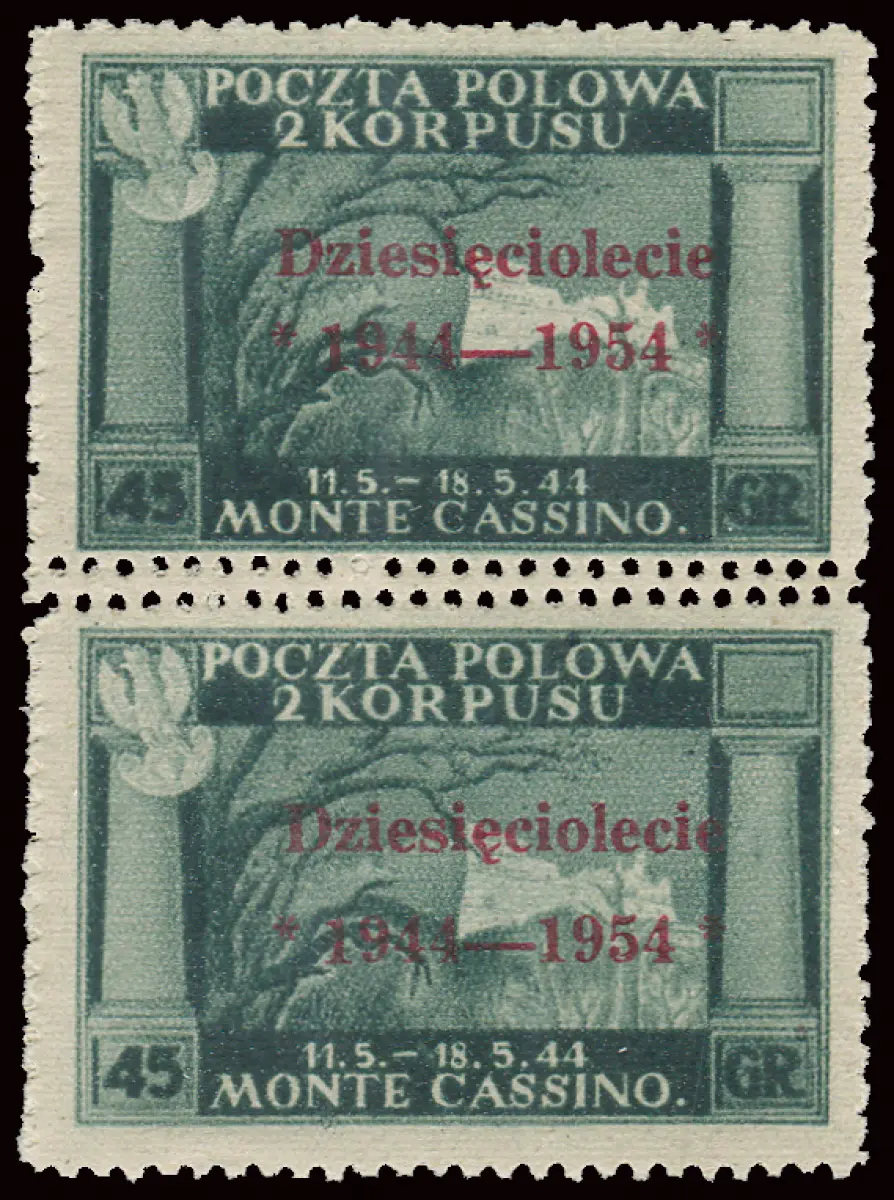 POCZTA POLOWA
2 KORPUSU
Dziesięciolecie
* 1944—1954 *
45 GR
11.5.– 18.5.44
MONTE CASSINO.
POCZTA POLOWA
2 KORPUSU
Dziesięciolecie
* 1944—1954 *
45 GR
11.5.– 18.5.44
MONTE CASSINO.